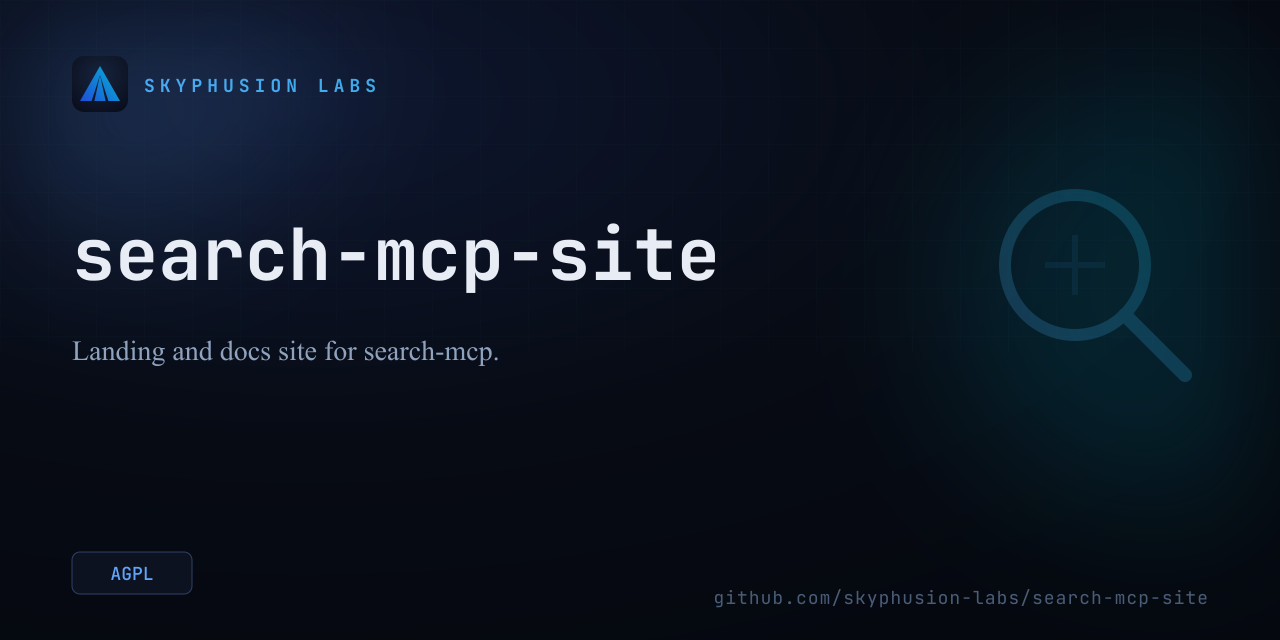 SKYPHUSION LABS
search-mcp-site
Landing and docs site for search-mcp.
AGPL
github.com/skyphusion-labs/search-mcp-site